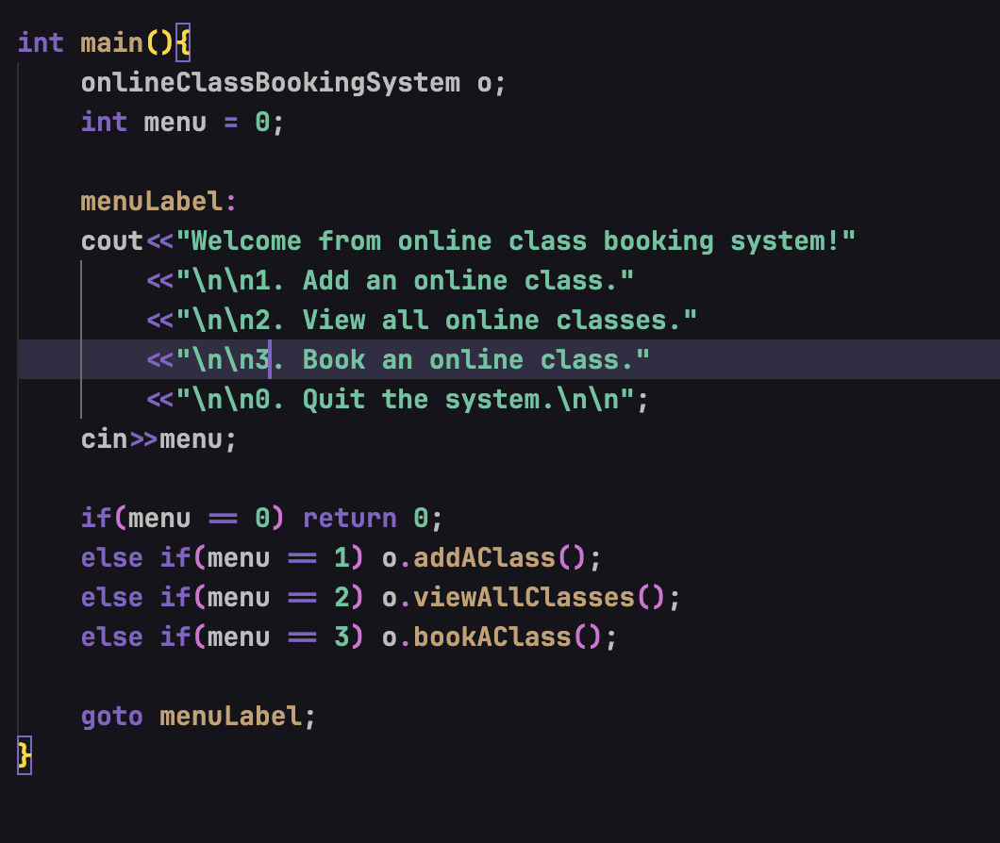 int main(){
    onlineClassBookingSystem o;
    int menu = 0;

    menuLabel:
    cout<<"Welcome from online class booking system!"
        <<"\n\n1. Add an online class."
        <<"\n\n2. View all online classes."
        <<"\n\n3. Book an online class."
        <<"\n\n0. Quit the system.\n\n";
    cin>>menu;

    if(menu == 0) return 0;
    else if(menu == 1) o.addAClass();
    else if(menu == 2) o.viewAllClasses();
    else if(menu == 3) o.bookAClass();

    goto menuLabel;
}